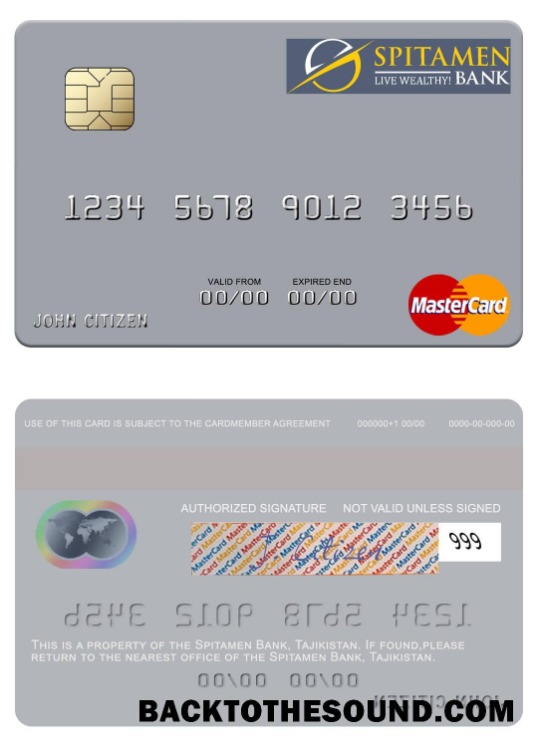 SPITAMEN
LIVE WEALTHY! BANK
1234 5678 9012 3456
VALID FROM EXPIRED END
00/00 00/00
JOHN CITIZEN
MasterCard
USE OF THIS CARD IS SUBJECT TO THE CARDMEMBER AGREEMENT 000000+1 00/00 0000-00-000-00
AUTHORIZED SIGNATURE NOT VALID UNLESS SIGNED
999
THIS IS A PROPERTY OF THE SPITAMEN BANK, TAJIKISTAN. IF FOUND,PLEASE
RETURN TO THE NEAREST OFFICE OF THE SPITAMEN BANK, TAJIKISTAN.
00/00 00/00
JOHN CITIZEN
BACKTOTHESOUND.COM